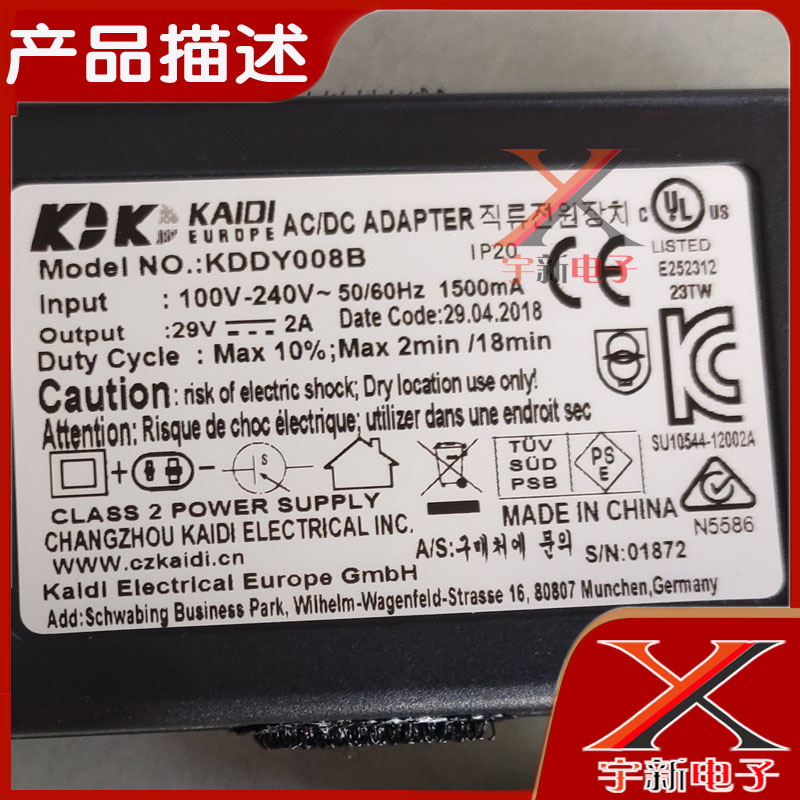 产品描述
KDK KAIDI EUROPE AC/DC ADAPTER 직류전원장치 C UL US
LISTED
E252312
23TW
Model NO.:KDDY008B IP20
宇新电子
Input : 100V-240V~ 50/60Hz 1500mA
Output :29V 2A Date Code:29.04.2018
Duty Cycle : Max 10%;Max 2min /18min
Caution: risk of electric shock; Dry location use only!
Attention: Risque de choc électrique; utilizer dans une endroit sec
SU10544-12002A
S
TÜV
SÜD
PSB
PS
E
CLASS 2 POWER SUPPLY
CHANGZHOU KAIDI ELECTRICAL INC.
MADE IN CHINA
N5586
WWW.czkaidi.cn
A/S:구매처에 문의 S/N:01872
Kaidi Electrical Europe GmbH
Add:Schwabing Business Park, Wilhelm-Wagenfeld-Strasse 16, 80807 Munchen,Germany
宇新电子